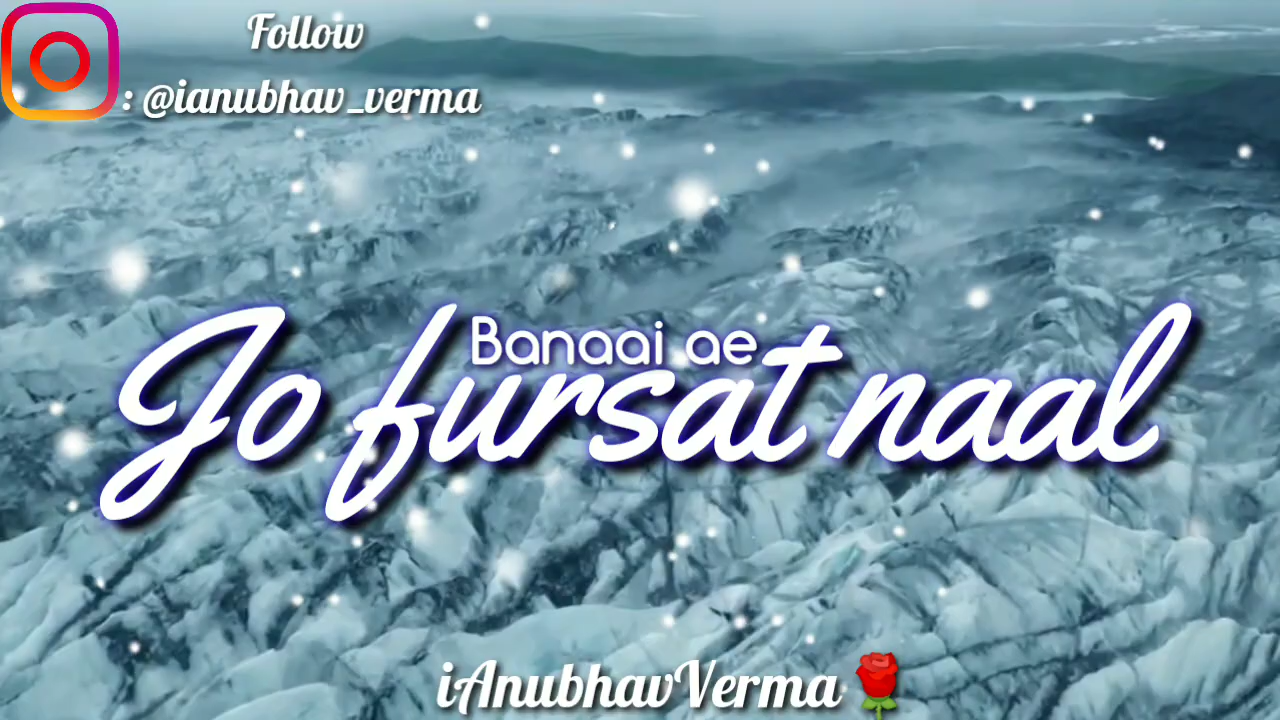 Follow
: @ianubhav_verma
Banaai ae
Jo fursat naal
iAnubhavVerma🌹